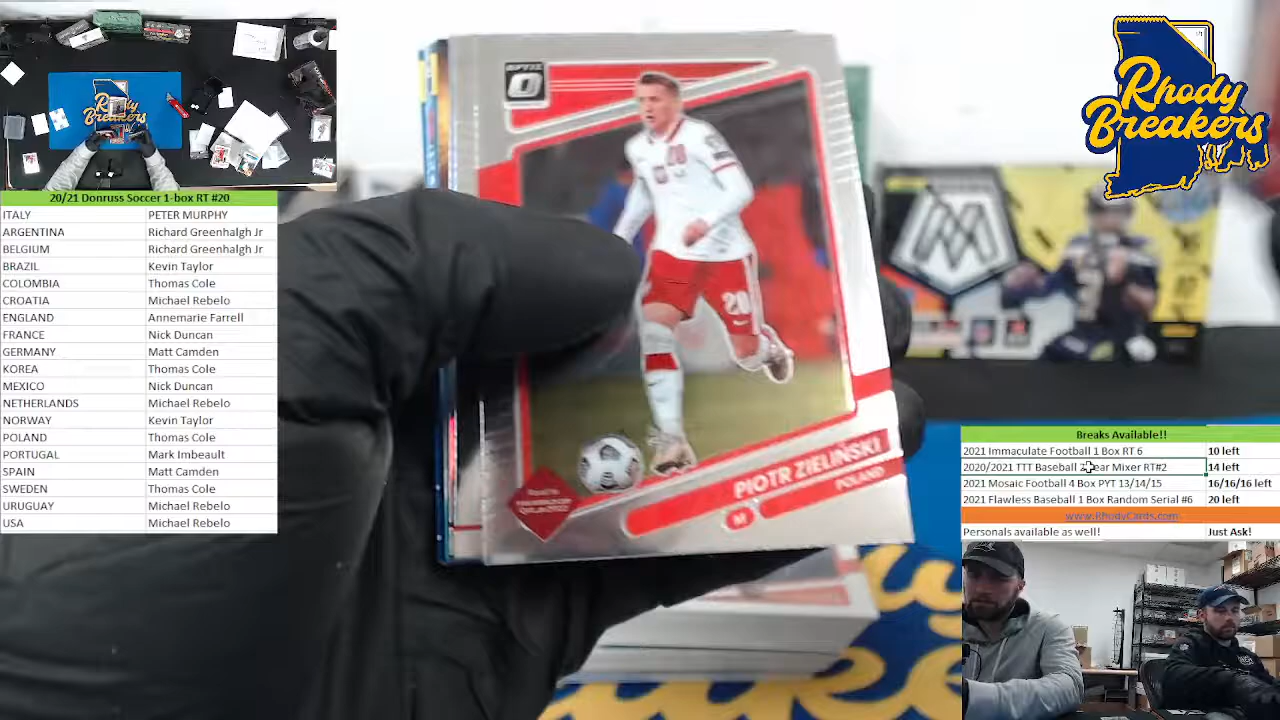 Rhody
Breakers
20/21 Donruss Soccer 1-box RT #20
ITALY PETER MURPHY
ARGENTINA Richard Greenhalgh Jr
BELGIUM Richard Greenhalgh Jr
BRAZIL Kevin Taylor
COLOMBIA Thomas Cole
CROATIA Michael Rebelo
ENGLAND Annemarie Farrell
FRANCE Nick Duncan
GERMANY Matt Camden
KOREA Thomas Cole
MEXICO Nick Duncan
NETHERLANDS Michael Rebelo
NORWAY Kevin Taylor
POLAND Thomas Cole
PORTUGAL Mark Imbeault
SPAIN Matt Camden
SWEDEN Thomas Cole
URUGUAY Michael Rebelo
USA Michael Rebelo
OPTIC
20
20
PIOTR ZIELIŃSKI
M POLAND
Rhody
Breakers
3
Breaks Available!!
2021 Immaculate Football 1 Box RT 6 10 left
2020/2021 TTT Baseball Mixer RT#2 14 left
2021 Mosaic Football 4 Box PYT 13/14/15 16/16/16 left
2021 Flawless Baseball 1 Box Random Serial #6 20 left
www.RhodyCards.com
Personals available as well! Just Ask!